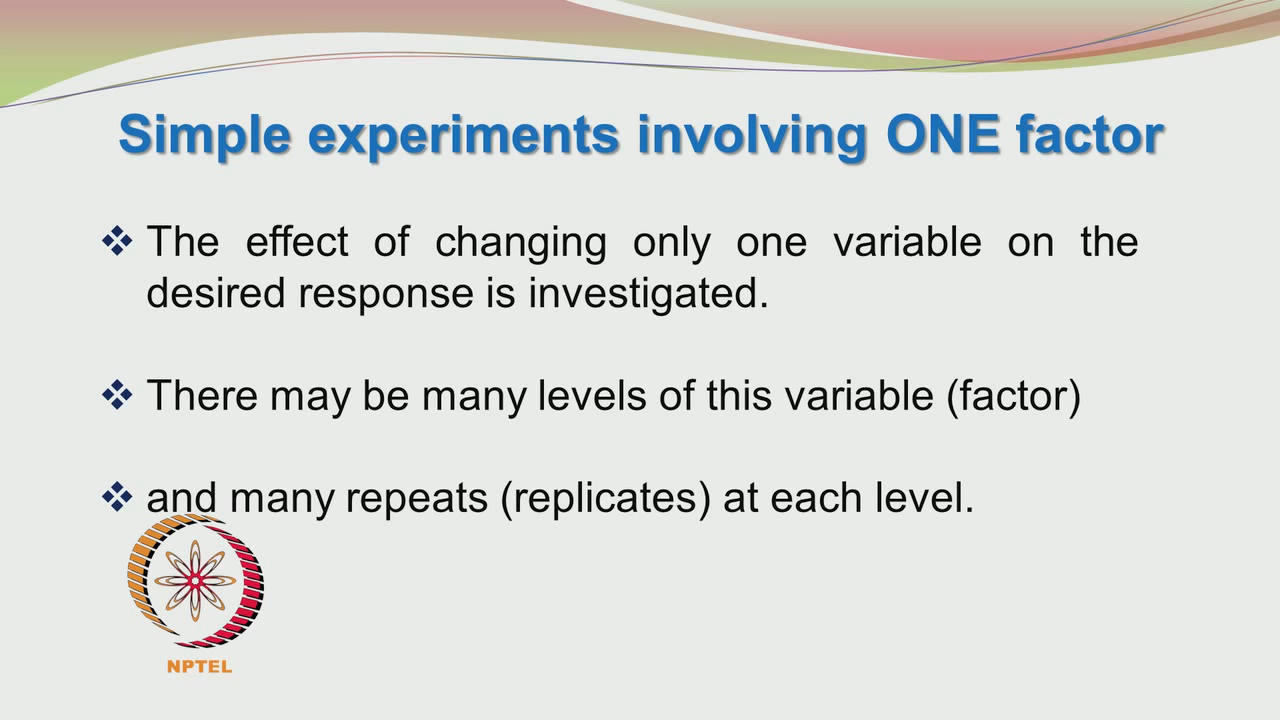 Simple experiments involving ONE factor
The effect of changing only one variable on the
desired response is investigated.
There may be many levels of this variable (factor)
and many repeats (replicates) at each level.
NPTEL